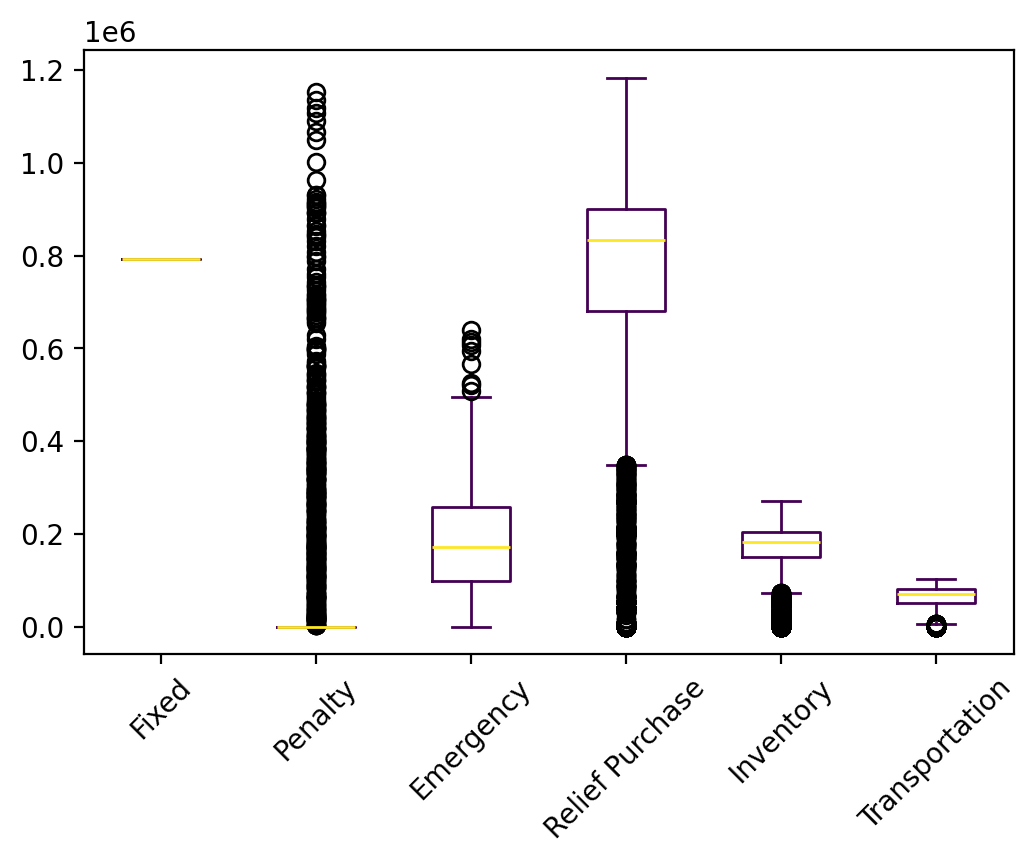 1e6
1.2
1.0
0.8
0.6
0.4
0.2
0.0
Fixed
Penalty
Emergency
Relief Purchase
Inventory
Transportation